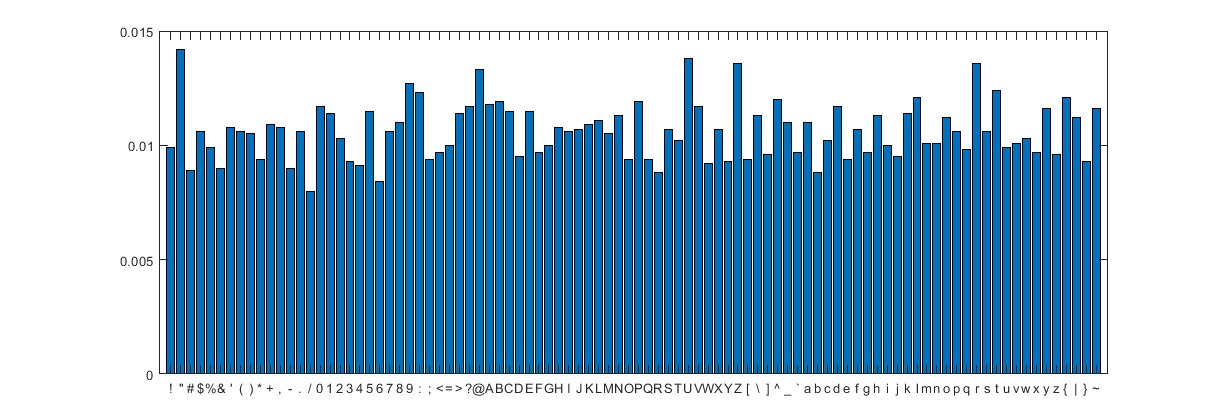 0.015
0.01
0.005
0
! " # $ % & ' ( ) * + , - . / 0 1 2 3 4 5 6 7 8 9 : ; < = > ? @ A B C D E F G H I J K L M N O P Q R S T U V W X Y Z [ \ ] ^ _ ` a b c d e f g h i j k l m n o p q r s t u v w x y z { | } ~